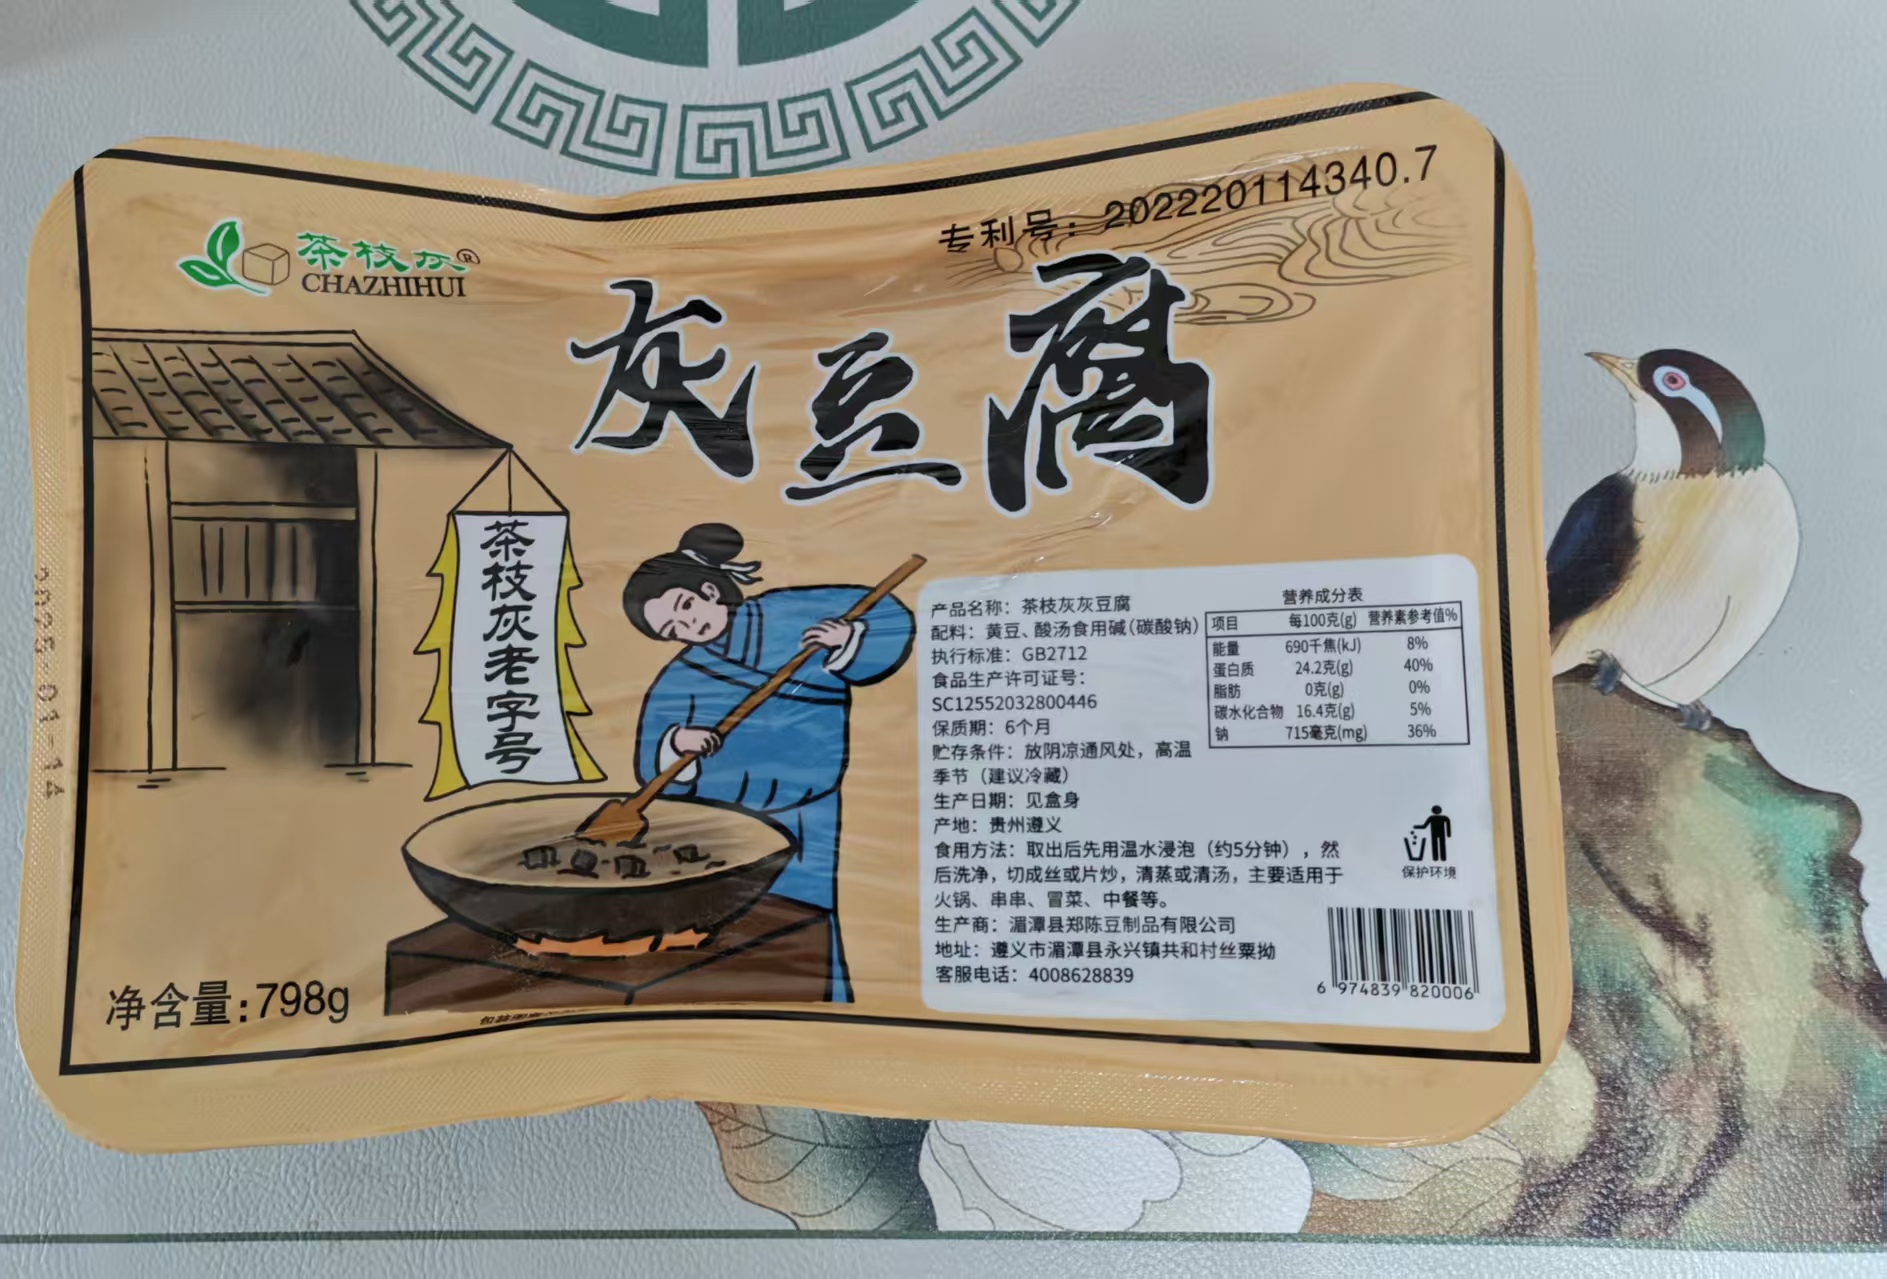 专利号：202220114340.7
茶枝灰®
CHAZHIHUI
灰豆腐
茶枝灰老字号
产品名称：茶枝灰灰豆腐
配料：黄豆、酸汤食用碱（碳酸钠）
执行标准：GB2712
食品生产许可证号：
SC12552032800446
保质期：6个月
贮存条件：放阴凉通风处，高温
季节（建议冷藏）
生产日期：见盒身
产地：贵州遵义
食用方法：取出后先用温水浸泡（约5分钟），然
后洗净，切成丝或片炒，清蒸或清汤，主要适用于
火锅、串串、冒菜、中餐等。
生产商：湄潭县郑陈豆制品有限公司
地址：遵义市湄潭县永兴镇共和村丝粟坳
客服电话：4008628839
营养成分表
项目 每100克(g) 营养素参考值%
能量 690千焦(kJ) 8%
蛋白质 24.2克(g) 40%
脂肪 0克(g) 0%
碳水化合物 16.4克(g) 5%
钠 715毫克(mg) 36%
保护环境
6 974839 820006
净含量:798g
2025-01-14